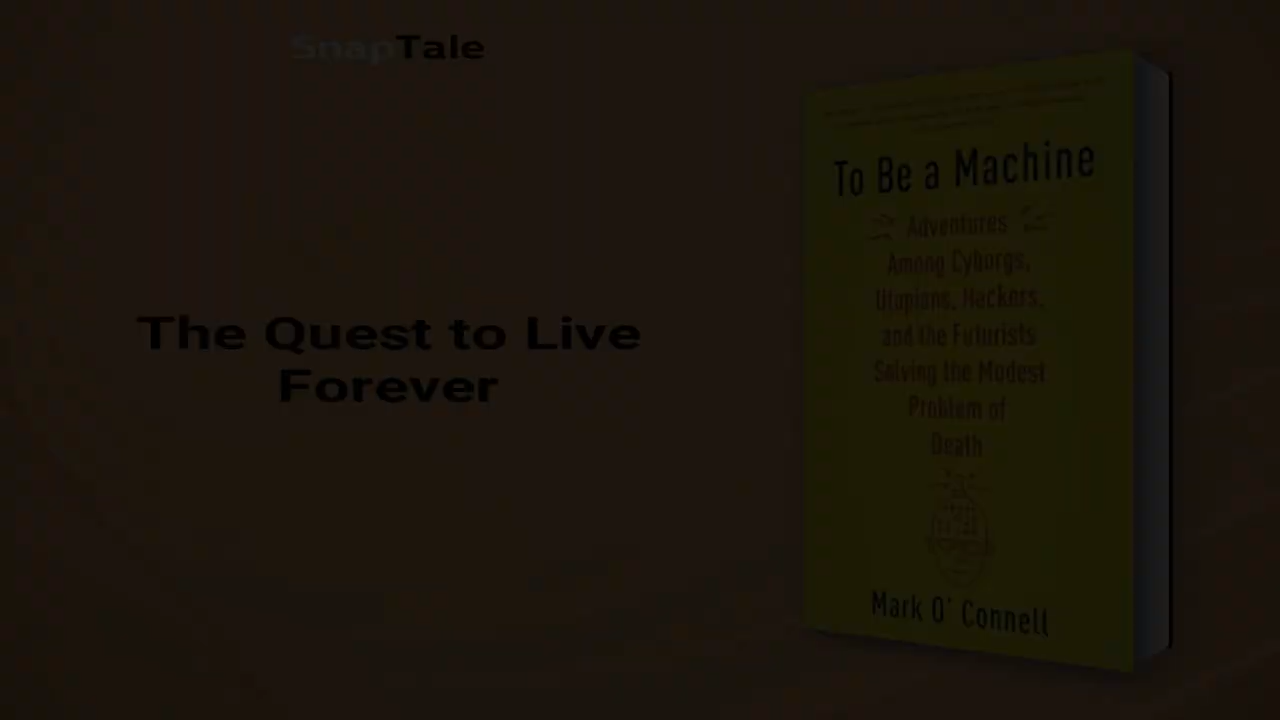 SnapTale
The Quest to Live
Forever
To Be a Machine
Adventures
Among Cyborgs,
Utopians, Hackers,
and the Futurists
Solving the Modest
Problem of
Death
Mark O' Connell